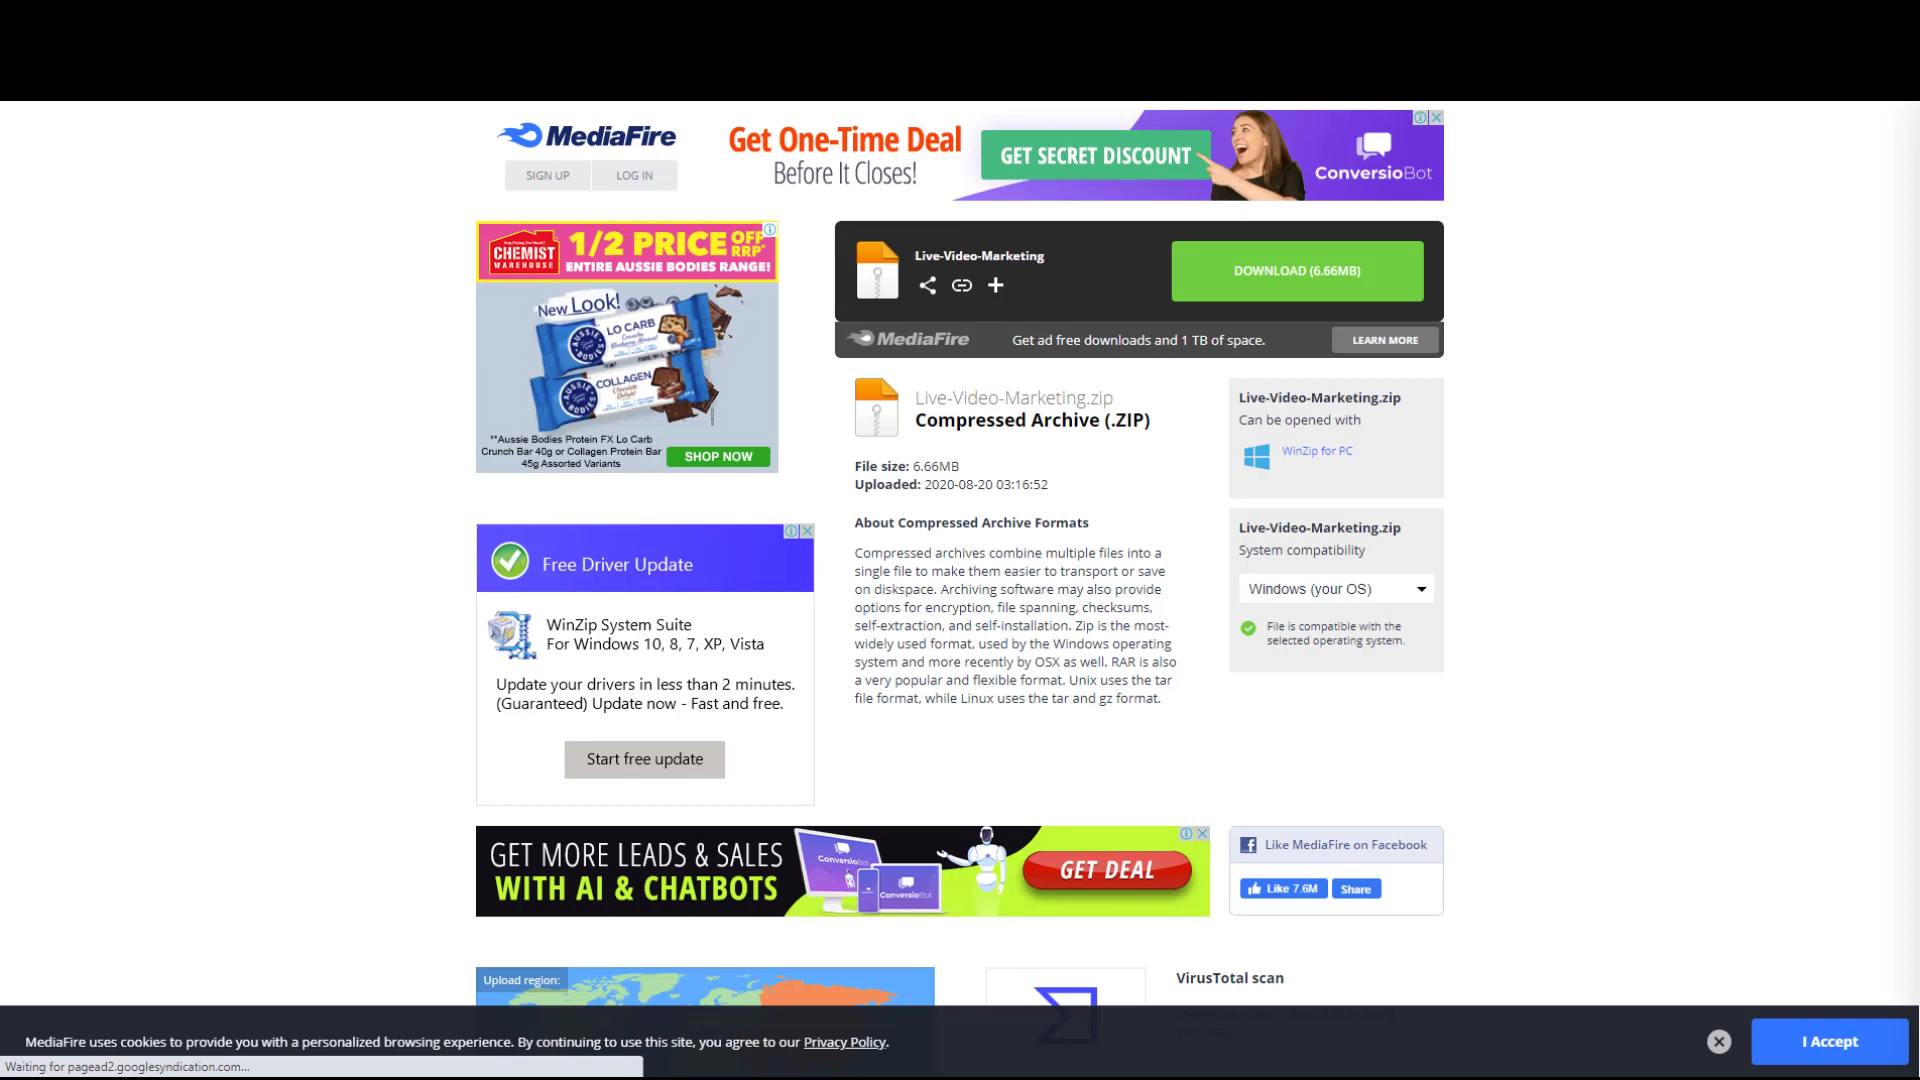 MediaFire
SIGN UP
LOG IN
Get One-Time Deal
Before It Closes!
GET SECRET DISCOUNT
ConversioBot
CHEMIST
WAREHOUSE
1/2 PRICE OFF RRP*
ENTIRE AUSSIE BODIES RANGE!
New Look!
LO CARB
AUSSIE BODIES
COLLAGEN
AUSSIE BODIES
**Aussie Bodies Protein FX Lo Carb
Crunch Bar 40g or Collagen Protein Bar
45g Assorted Variants
SHOP NOW
Live-Video-Marketing
DOWNLOAD (6.66MB)
MediaFire
Get ad free downloads and 1 TB of space.
LEARN MORE
Live-Video-Marketing.zip
Compressed Archive (.ZIP)
File size: 6.66MB
Uploaded: 2020-08-20 03:16:52
About Compressed Archive Formats
Compressed archives combine multiple files into a
single file to make them easier to transport or save
on diskspace. Archiving software may also provide
options for encryption, file spanning, checksums,
self-extraction, and self-installation. Zip is the most-
widely used format, used by the Windows operating
system and more recently by OSX as well. RAR is also
a very popular and flexible format. Unix uses the tar
file format, while Linux uses the tar and gz format.
Live-Video-Marketing.zip
Can be opened with
WinZip for PC
Live-Video-Marketing.zip
System compatibility
Windows (your OS)
File is compatible with the
selected operating system.
Free Driver Update
WinZip System Suite
For Windows 10, 8, 7, XP, Vista
Update your drivers in less than 2 minutes.
(Guaranteed) Update now - Fast and free.
Start free update
GET MORE LEADS & SALES
WITH AI & CHATBOTS
ConversioBot
ConversioBot
GET DEAL
Like MediaFire on Facebook
Like 7.6M
Share
Upload region:
VirusTotal scan
MediaFire uses cookies to provide you with a personalized browsing experience. By continuing to use this site, you agree to our Privacy Policy.
I Accept
Waiting for pagead2.googlesyndication.com...